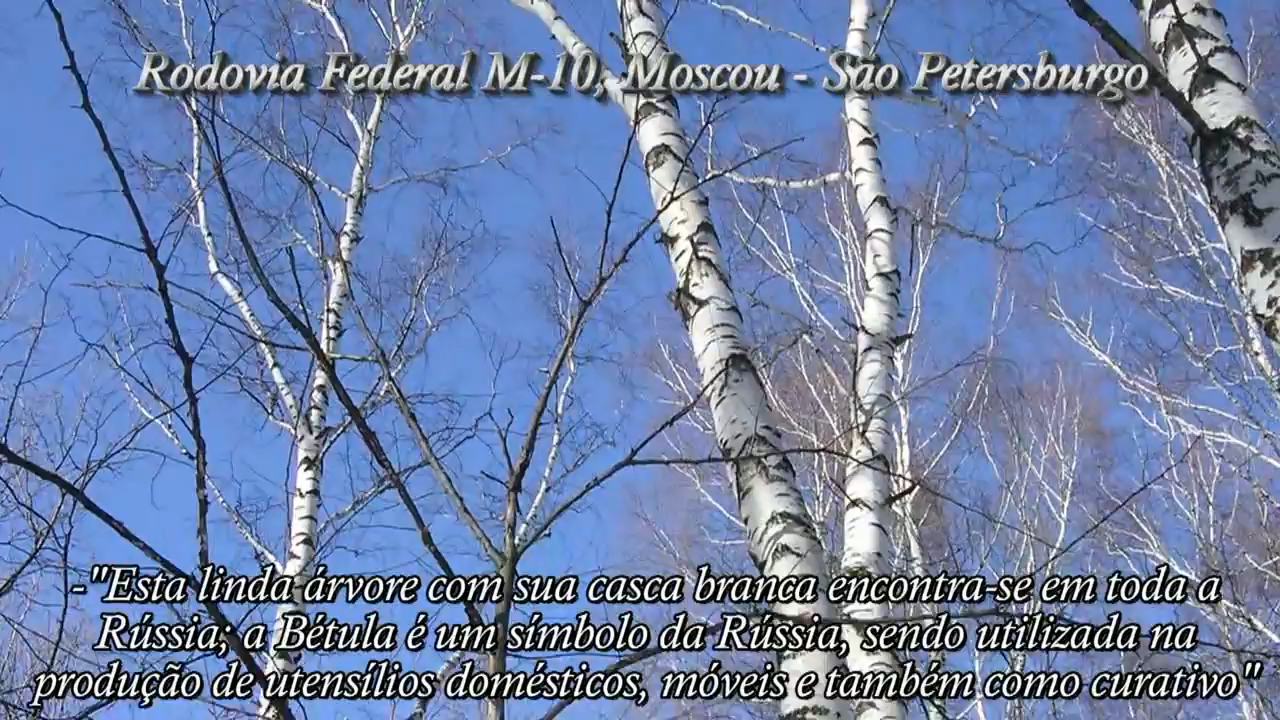 Rodovia Federal M-10, Moscou - São Petersburgo
-"Esta linda árvore com sua casca branca encontra-se em toda a
Rússia; a Bétula é um símbolo da Rússia, sendo utilizada na
produção de utensílios domésticos, móveis e também como curativo"